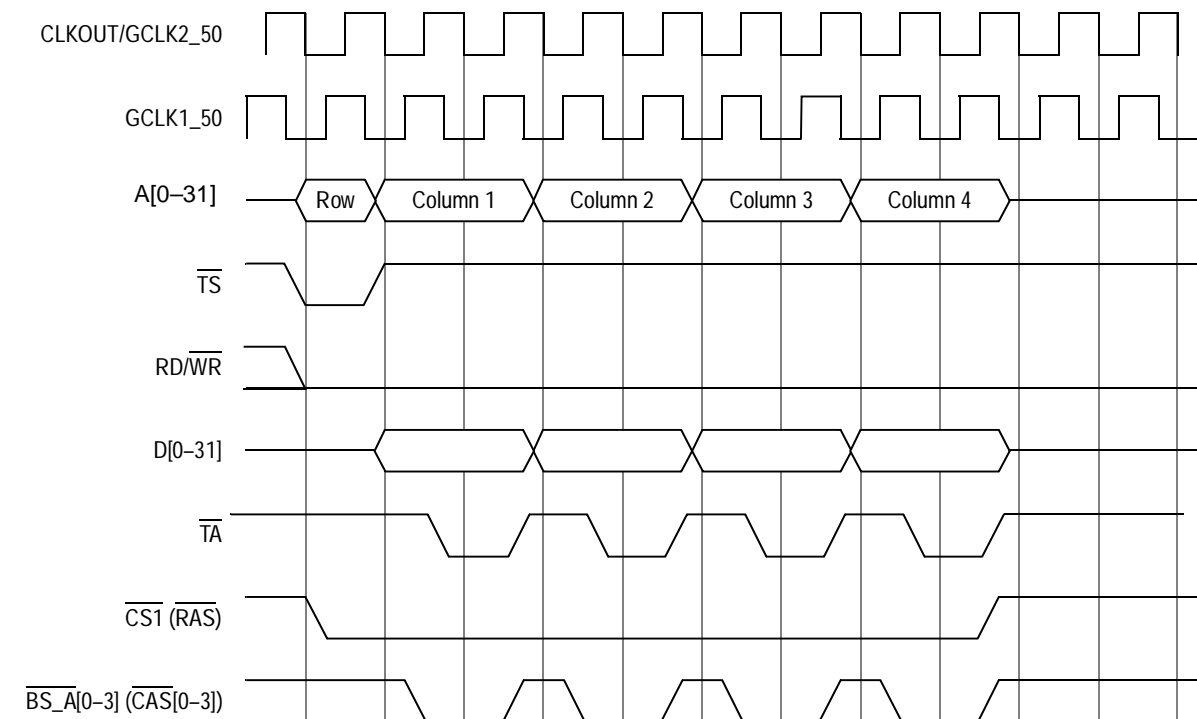 CLKOUT/GCLK2_50
GCLK1_50
A[0–31]
Row Column 1 Column 2 Column 3 Column 4
TS
RD/WR
D[0–31]
TA
CS1 (RAS)
BS_A[0–3] (CAS[0–3])